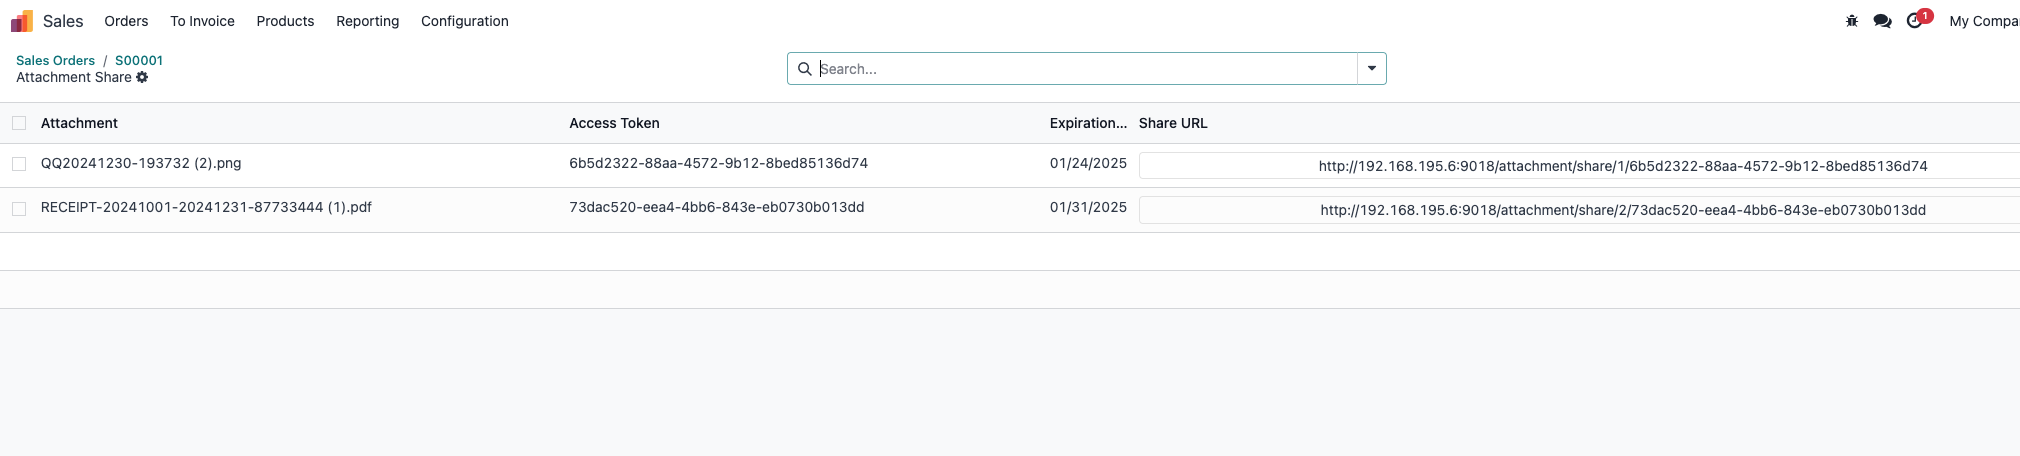 Sales Orders To Invoice Products Reporting Configuration 1 My Compa
Sales Orders / S00001
Attachment Share
Search...
Attachment Access Token Expiration... Share URL
QQ20241230-193732 (2).png 6b5d2322-88aa-4572-9b12-8bed85136d74 01/24/2025 http://192.168.195.6:9018/attachment/share/1/6b5d2322-88aa-4572-9b12-8bed85136d74
RECEIPT-20241001-20241231-87733444 (1).pdf 73dac520-eea4-4bb6-843e-eb0730b013dd 01/31/2025 http://192.168.195.6:9018/attachment/share/2/73dac520-eea4-4bb6-843e-eb0730b013dd